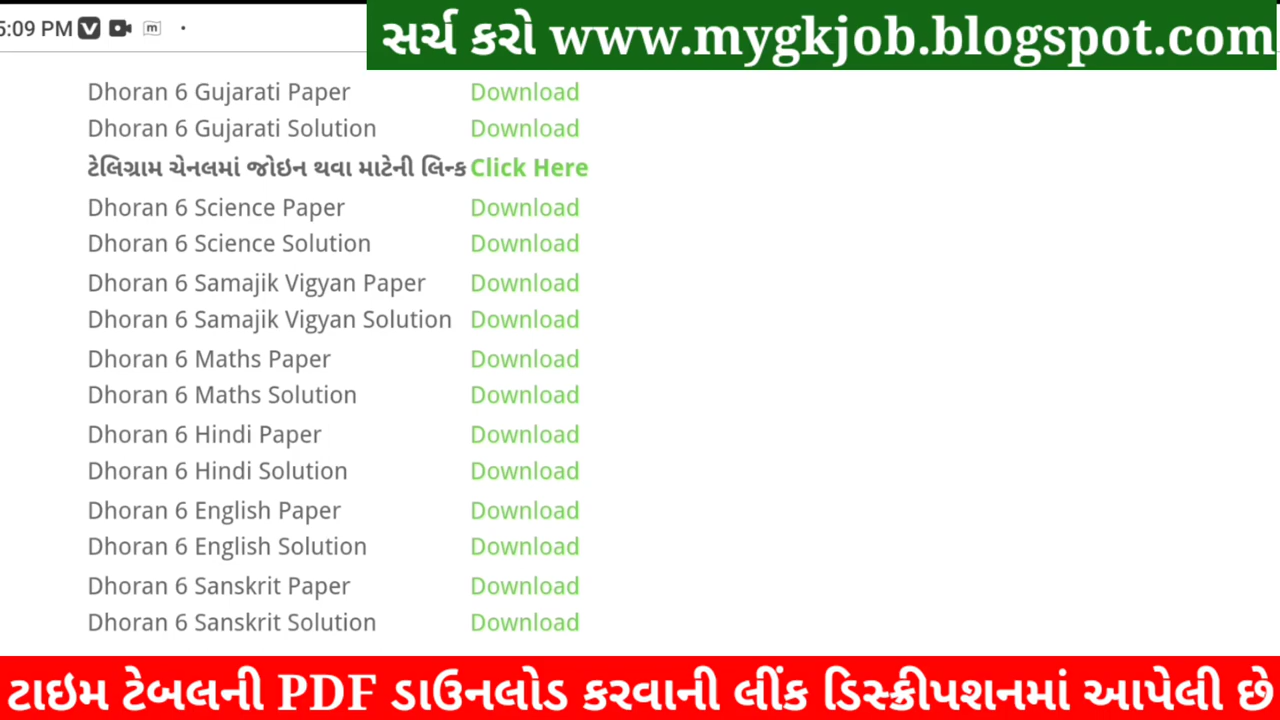 5:09 PM
સર્ચ કરો www.mygkjob.blogspot.com
Dhoran 6 Gujarati Paper Download
Dhoran 6 Gujarati Solution Download
ટેલિગ્રામ ચેનલમાં જોઇન થવા માટેની લિન્ક Click Here
Dhoran 6 Science Paper Download
Dhoran 6 Science Solution Download
Dhoran 6 Samajik Vigyan Paper Download
Dhoran 6 Samajik Vigyan Solution Download
Dhoran 6 Maths Paper Download
Dhoran 6 Maths Solution Download
Dhoran 6 Hindi Paper Download
Dhoran 6 Hindi Solution Download
Dhoran 6 English Paper Download
Dhoran 6 English Solution Download
Dhoran 6 Sanskrit Paper Download
Dhoran 6 Sanskrit Solution Download
ટાઇમ ટેબલની PDF ડાઉનલોડ કરવાની લીંક ડિસ્ક્રીપશનમાં આપેલી છે